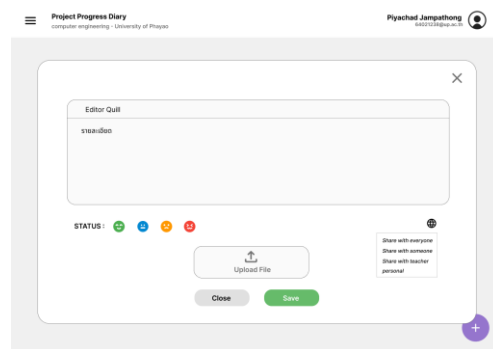 Project Progress Diary
computer engineering - University of Phayao
Piyachad Jampathong
64021238@up.ac.th
Editor Quill
รายละเอียด
STATUS :
Share with everyone
Share with someone
Share with teacher
personal
Upload File
Close
Save